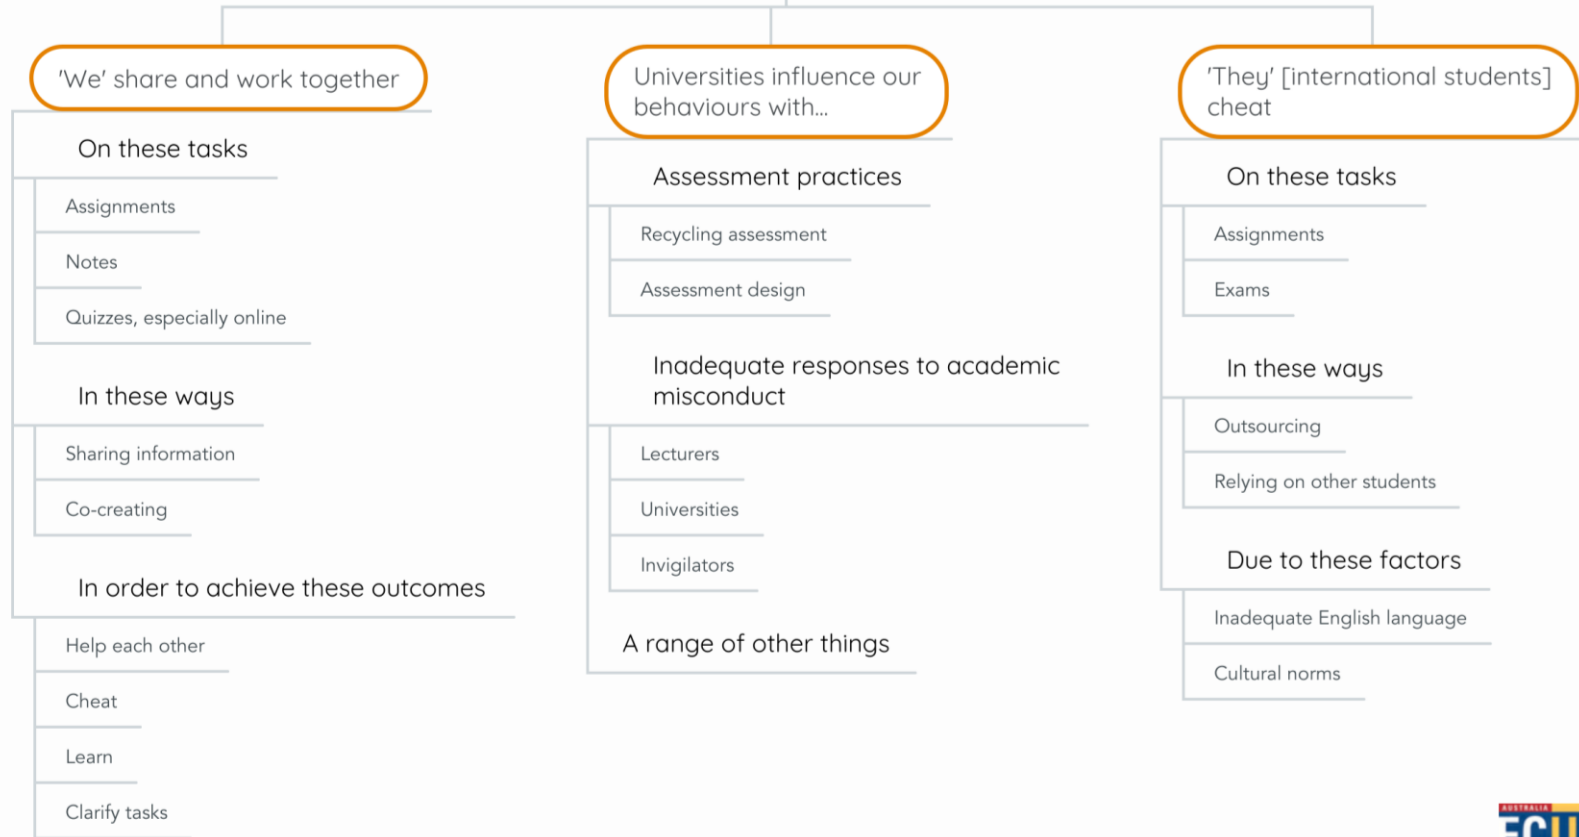 'We' share and work together
On these tasks
Assignments
Notes
Quizzes, especially online
In these ways
Sharing information
Co-creating
In order to achieve these outcomes
Help each other
Cheat
Learn
Clarify tasks
Universities influence our
behaviours with...
Assessment practices
Recycling assessment
Assessment design
Inadequate responses to academic
misconduct
Lecturers
Universities
Invigilators
A range of other things
'They' [international students]
cheat
On these tasks
Assignments
Exams
In these ways
Outsourcing
Relying on other students
Due to these factors
Inadequate English language
Cultural norms
AUSTRALIA
ECU